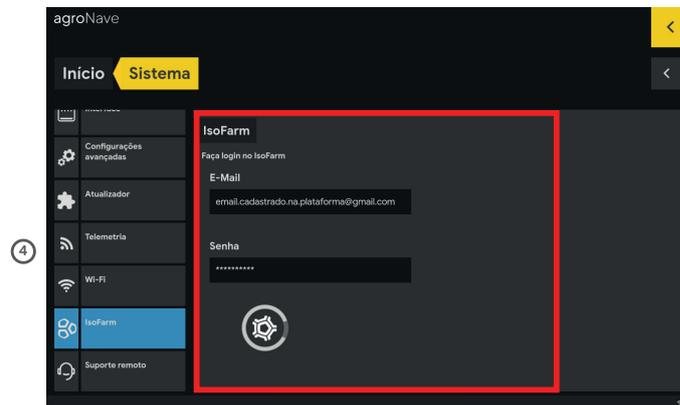 agroNave
Início
Sistema
Interface
Configurações
avançadas
Atualizador
Telemetria
Wi-Fi
IsoFarm
Suporte remoto
IsoFarm
Faça login no IsoFarm
E-Mail
email.cadastrado.na.plataforma@gmail.com
Senha
**********
4